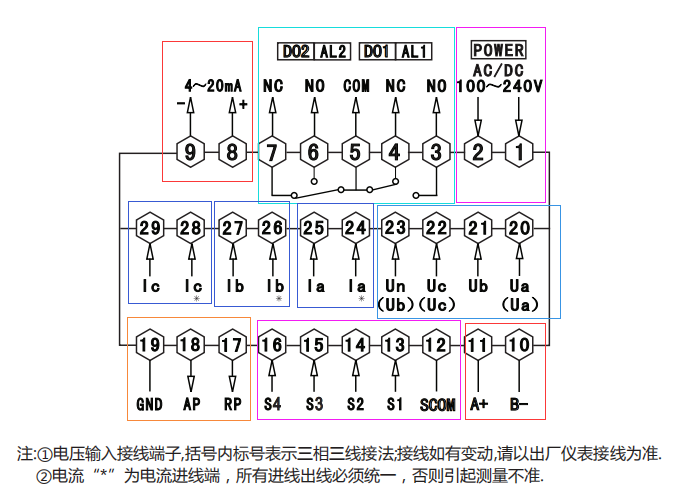 DO2 AL2 DO1 AL1 POWER
AC/DC
4～20mA NC NO COM NC NO 100～240V
- +
9 8 7 6 5 4 3 2 1
29 28 27 26 25 24 23 22 21 20
Ic Ic Ib Ib Ia Ia Un Uc Ub Ua
* * * (Ub) (Uc) (Ua)
19 18 17 16 15 14 13 12 11 10
GND AP RP S4 S3 S2 S1 SCOM A+ B-
注:①电压输入接线端子,括号内标号表示三相三线接法;接线如有变动,请以出厂仪表接线为准.
②电流“*”为电流进线端，所有进线出线必须统一，否则引起测量不准.